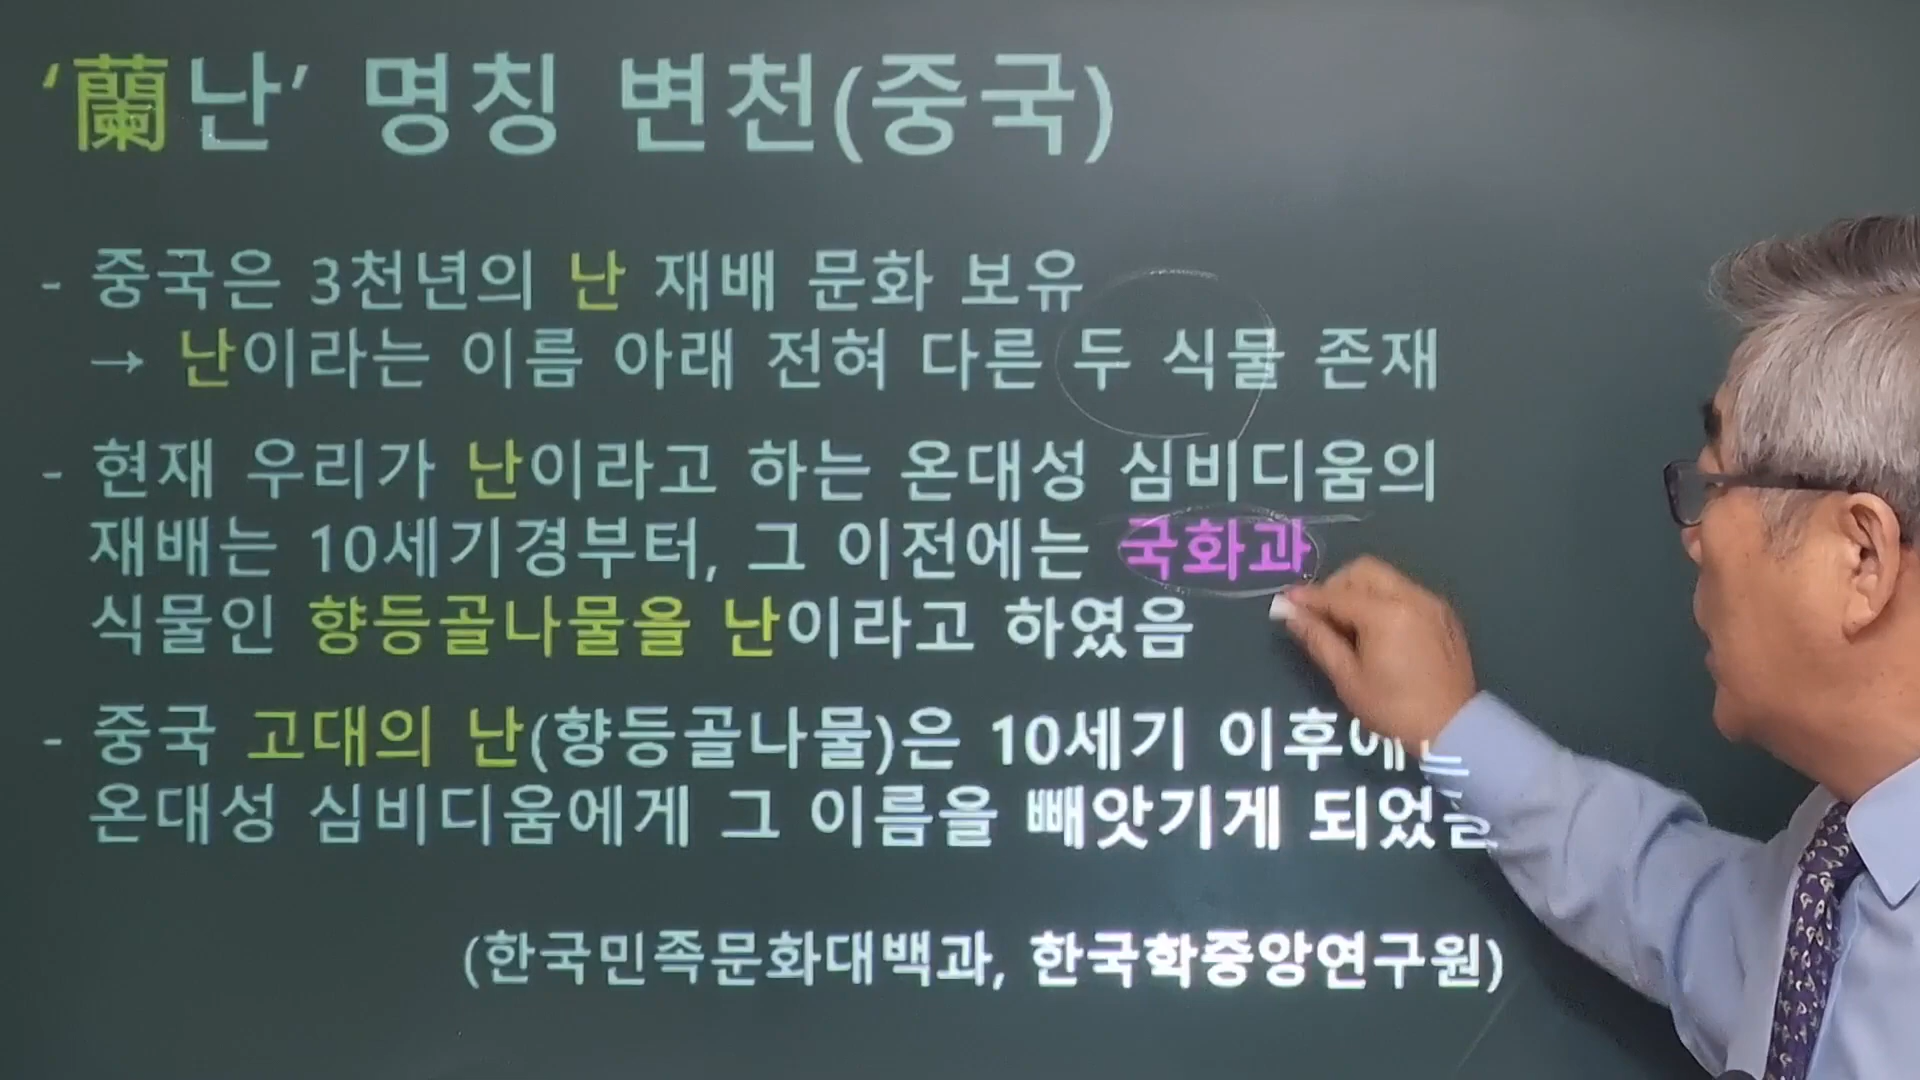 ‘蘭난’ 명칭 변천(중국)
- 중국은 3천년의 난 재배 문화 보유
→ 난이라는 이름 아래 전혀 다른 두 식물 존재
- 현재 우리가 난이라고 하는 온대성 심비디움의
재배는 10세기경부터, 그 이전에는 국화과
식물인 향등골나물을 난이라고 하였음
- 중국 고대의 난(향등골나물)은 10세기 이후에는
온대성 심비디움에게 그 이름을 빼앗기게 되었음
(한국민족문화대백과, 한국학중앙연구원)